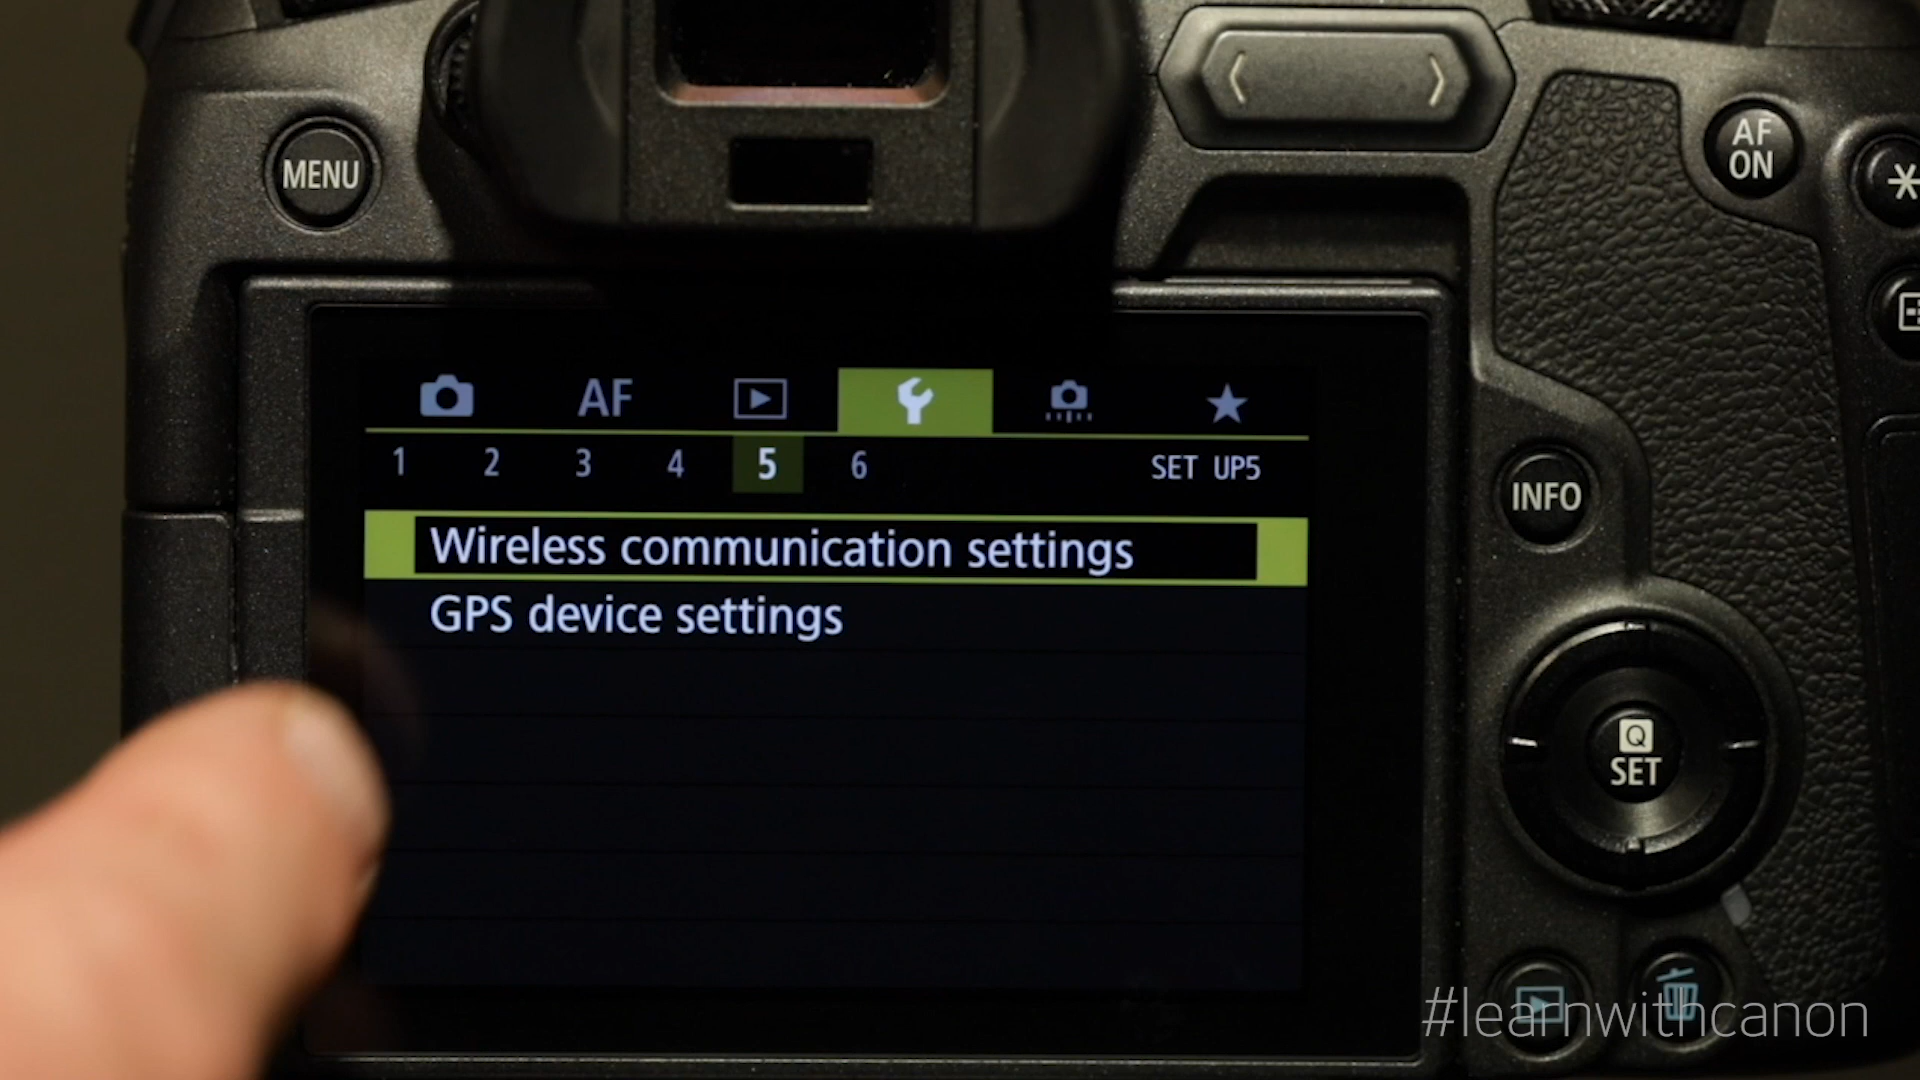 MENU
AF
ON
AF
1 2 3 4 5 6 SET UP5
Wireless communication settings
GPS device settings
INFO
Q
SET
#learnwithcanon